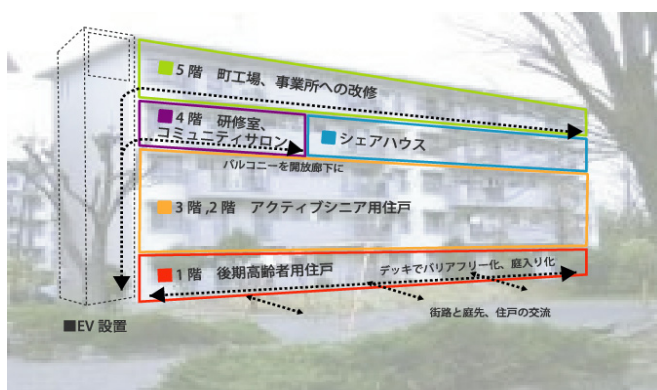 5階 町工場、事業所への改修
4階 研修室、
コミュニティサロン
シェアハウス
バルコニーを開放廊下に
3階,2階 アクティブシニア用住戸
1階 後期高齢者用住戸
デッキでバリアフリー化、庭入り化
街路と庭先、住戸の交流
■EV設置